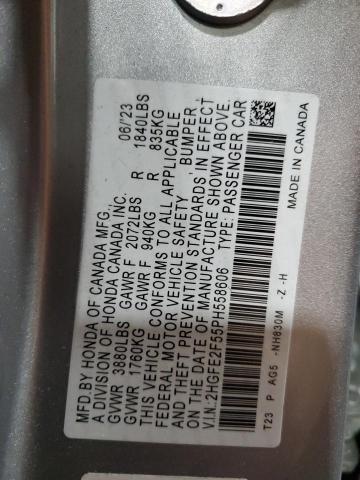 MFD. BY HONDA OF CANADA MFG. 06/23
A DIVISION OF HONDA CANADA INC.
GVWR 3880LBS GAWR F 2072LBS R 1840LBS
GVWR 1760KG GAWR F 940KG R 835KG
THIS VEHICLE CONFORMS TO ALL APPLICABLE
FEDERAL MOTOR VEHICLE SAFETY, BUMPER,
AND THEFT PREVENTION STANDARDS IN EFFECT
ON THE DATE OF MANUFACTURE SHOWN ABOVE.
V.I.N.: 2HGFE2F55PH558606 TYPE: PASSENGER CAR
T23 P AG5 -NH830M -Z -H MADE IN CANADA